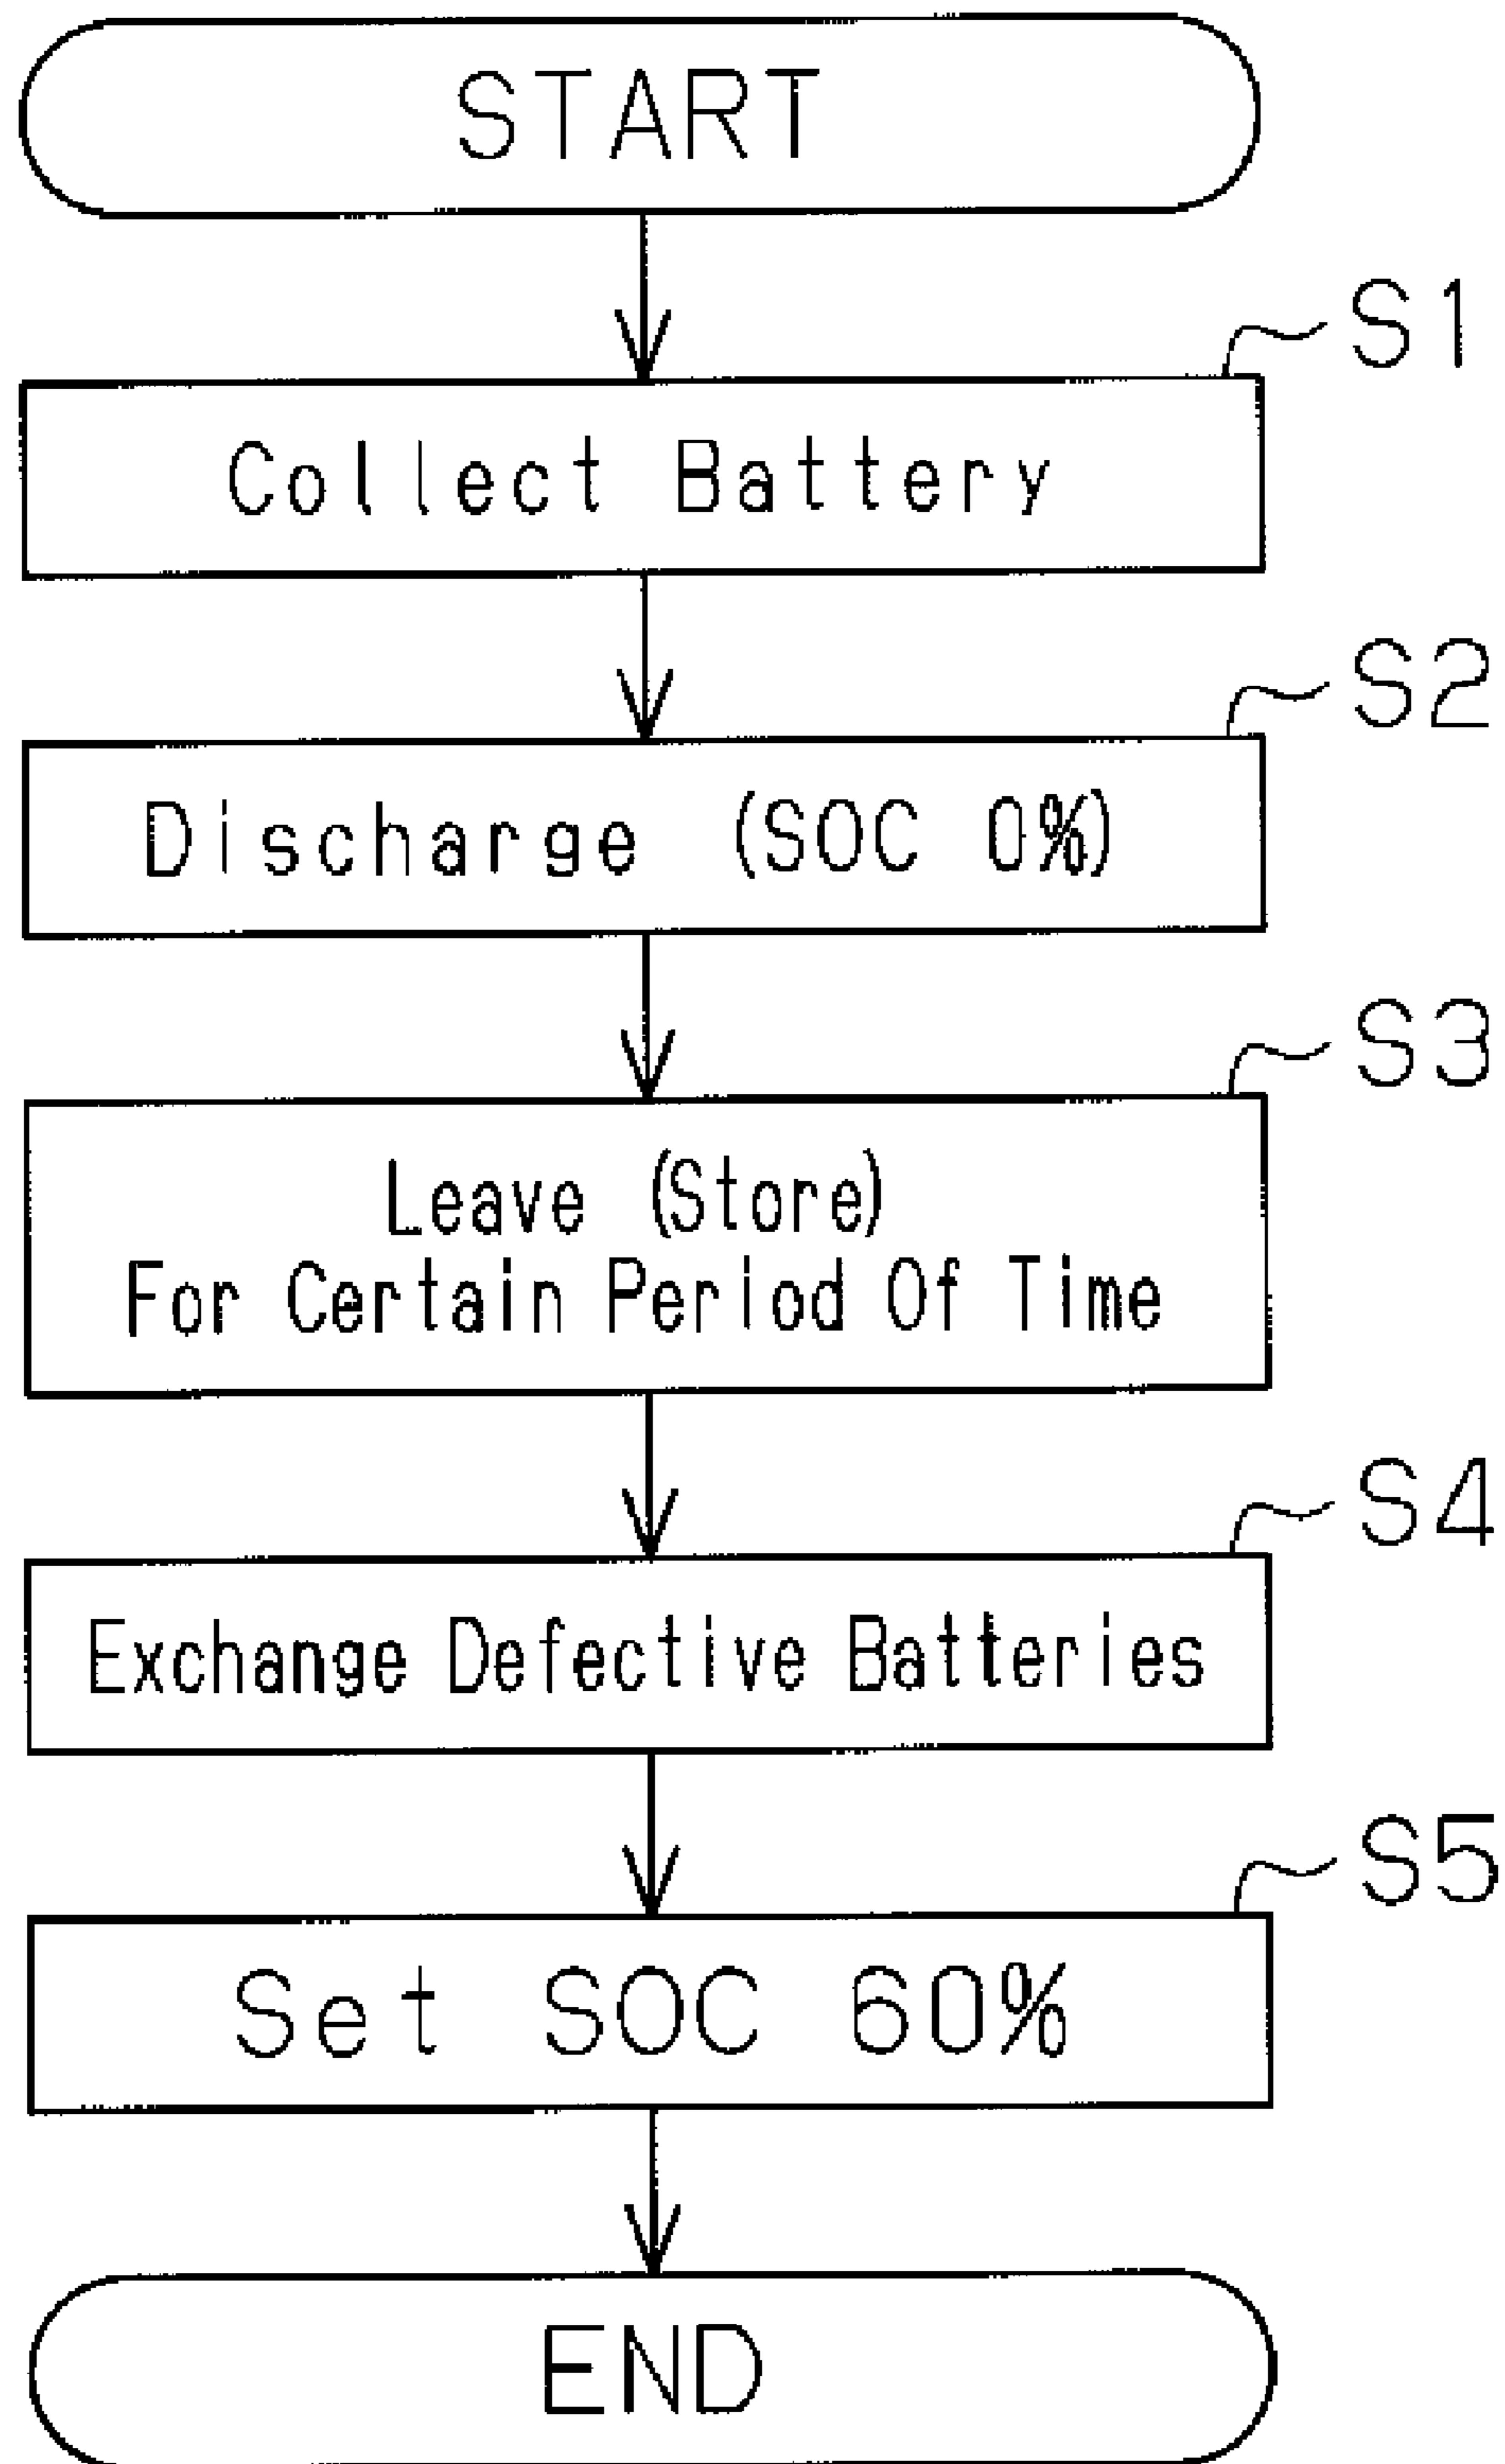 START
S1
Collect Battery
S2
Discharge (SOC 0%)
S3
Leave (Store)
For Certain Period Of Time
S4
Exchange Defective Batteries
S5
Set SOC 60%
END